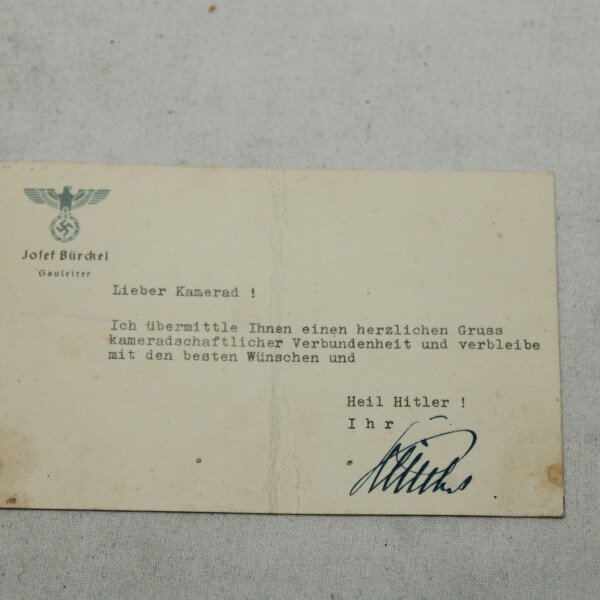 Josef Bürckel
Gauleiter
Lieber Kamerad !
Ich übermittle Ihnen einen herzlichen Gruss
kameradschaftlicher Verbundenheit und verbleibe
mit den besten Wünschen und
Heil Hitler !
Ihr